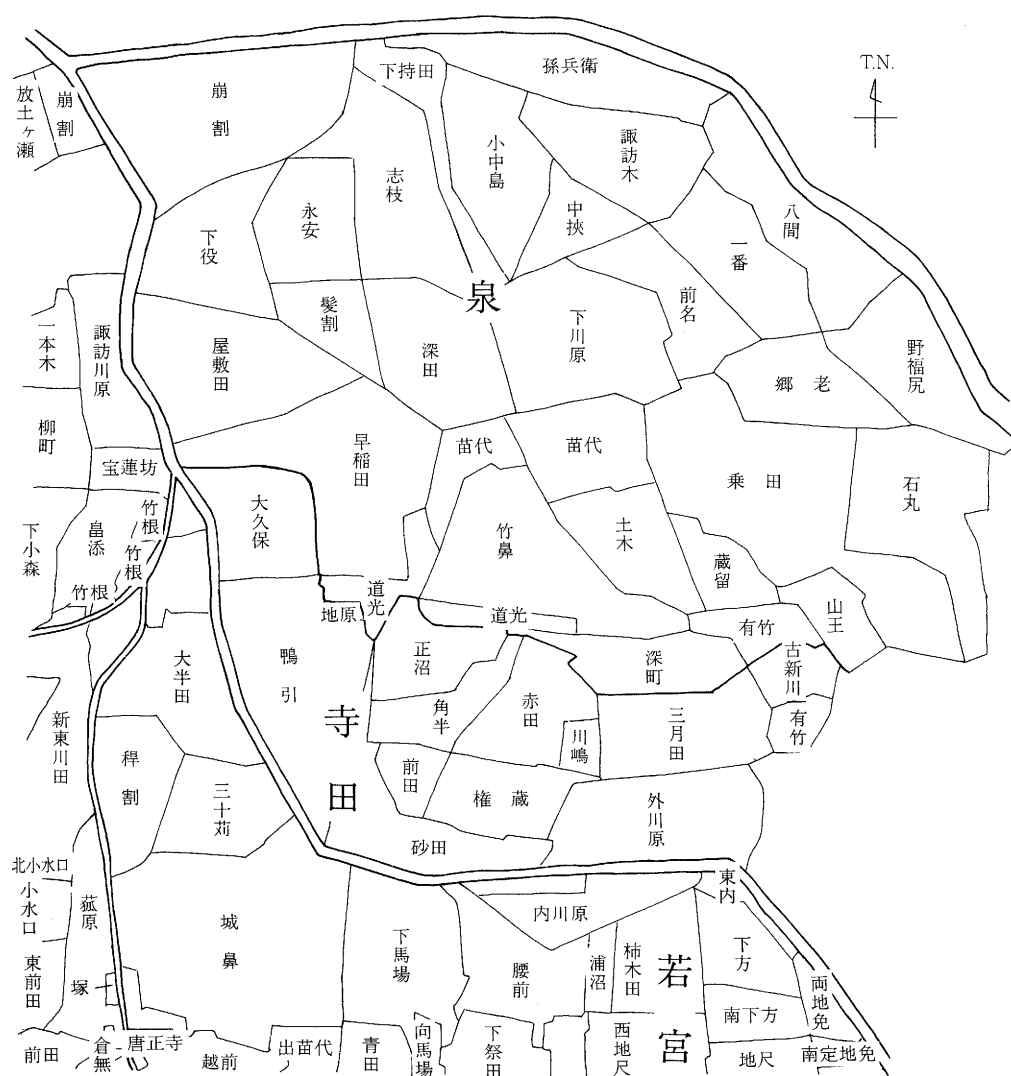 T.N.
下持田
孫兵衛
放土ヶ瀬
崩割
崩割
志枝
小中島
諏訪木
永安
中挾
八間
下役
一番
泉
髪割
前名
一本木
諏訪川原
屋敷田
深田
下川原
郷老
野福尻
柳町
宝蓮坊
早稲田
苗代
苗代
乗田
石丸
竹根
大久保
下小森
畠添
竹根
竹鼻
土木
蔵留
竹根
地原
道光
道光
有竹
山王
大半田
鴨引
正沼
深町
古新川
新東川田
寺田
角半
赤田
川嶋
三月田
有竹
稗割
三十苅
前田
権蔵
外川原
砂田
北小水口
小水口
菰原
城鼻
下馬場
内川原
東内
腰前
浦沼
柿木田
若宮
下方
東前田
塚
両地免
南下方
前田
倉無
唐正寺
越前
出苗代
青田
向馬場
下祭田
西地尺
地尺
南定地免